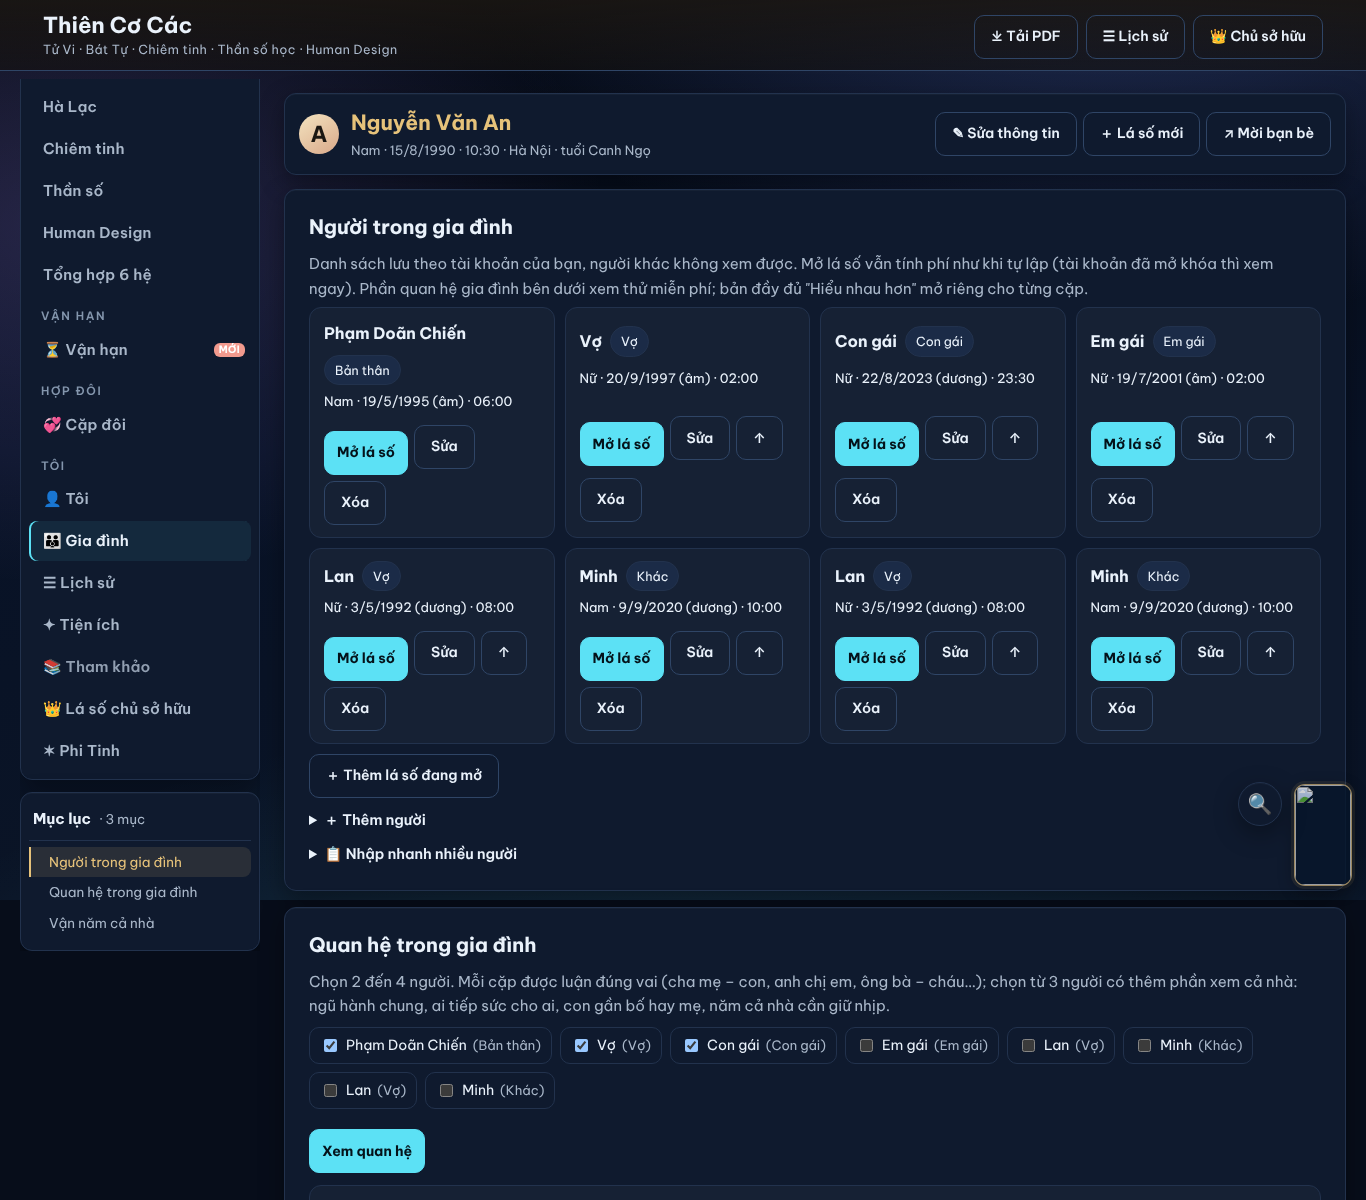 Thiên Cơ Các
Tử Vi · Bát Tự · Chiêm tinh · Thần số học · Human Design
⤓ Tải PDF
☰ Lịch sử
👑 Chủ sở hữu
Hà Lạc
Chiêm tinh
Thần số
Human Design
Tổng hợp 6 hệ
VẬN HẠN
⏳ Vận hạn
MỚI
HỢP ĐÔI
💞 Cặp đôi
TÔI
👤 Tôi
👪 Gia đình
☰ Lịch sử
✦ Tiện ích
📚 Tham khảo
👑 Lá số chủ sở hữu
✶ Phi Tinh
Mục lục · 3 mục
Người trong gia đình
Quan hệ trong gia đình
Vận năm cả nhà
A
Nguyễn Văn An
Nam · 15/8/1990 · 10:30 · Hà Nội · tuổi Canh Ngọ
✎ Sửa thông tin
＋ Lá số mới
↗ Mời bạn bè
Người trong gia đình
Danh sách lưu theo tài khoản của bạn, người khác không xem được. Mở lá số vẫn tính phí như khi tự lập (tài khoản đã mở khóa thì xem
ngay). Phần quan hệ gia đình bên dưới xem thử miễn phí; bản đầy đủ "Hiểu nhau hơn" mở riêng cho từng cặp.
Phạm Doãn Chiến
Bản thân
Nam · 19/5/1995 (âm) · 06:00
Mở lá số
Sửa
Xóa
Vợ
Vợ
Nữ · 20/9/1997 (âm) · 02:00
Mở lá số
Sửa
↑
Xóa
Con gái
Con gái
Nữ · 22/8/2023 (dương) · 23:30
Mở lá số
Sửa
↑
Xóa
Em gái
Em gái
Nữ · 19/7/2001 (âm) · 02:00
Mở lá số
Sửa
↑
Xóa
Lan
Vợ
Nữ · 3/5/1992 (dương) · 08:00
Mở lá số
Sửa
↑
Xóa
Minh
Khác
Nam · 9/9/2020 (dương) · 10:00
Mở lá số
Sửa
↑
Xóa
Lan
Vợ
Nữ · 3/5/1992 (dương) · 08:00
Mở lá số
Sửa
↑
Xóa
Minh
Khác
Nam · 9/9/2020 (dương) · 10:00
Mở lá số
Sửa
↑
Xóa
＋ Thêm lá số đang mở
▶ ＋ Thêm người
▶ 📋 Nhập nhanh nhiều người
Quan hệ trong gia đình
Chọn 2 đến 4 người. Mỗi cặp được luận đúng vai (cha mẹ – con, anh chị em, ông bà – cháu…); chọn từ 3 người có thêm phần xem cả nhà:
ngũ hành chung, ai tiếp sức cho ai, con gần bố hay mẹ, năm cả nhà cần giữ nhịp.
Phạm Doãn Chiến (Bản thân)
Vợ (Vợ)
Con gái (Con gái)
Em gái (Em gái)
Lan (Vợ)
Minh (Khác)
Lan (Vợ)
Minh (Khác)
Xem quan hệ